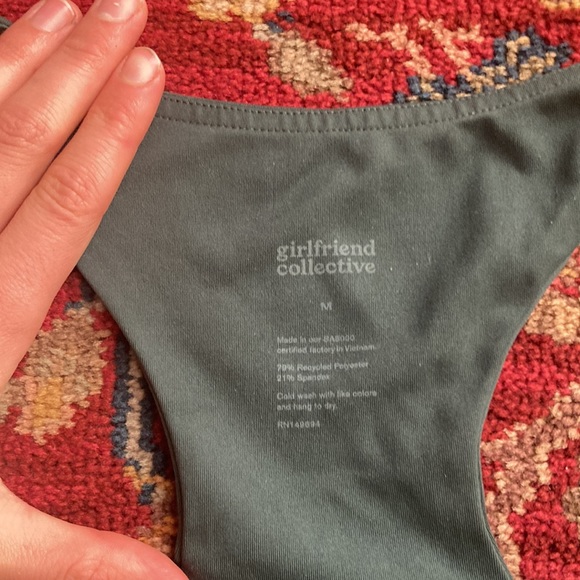 girlfriend
collective
M
Made in our SA8000
certified factory in Vietnam.
79% Recycled Polyester
21% Spandex
Cold wash with like colors
and hang to dry.
RN149694